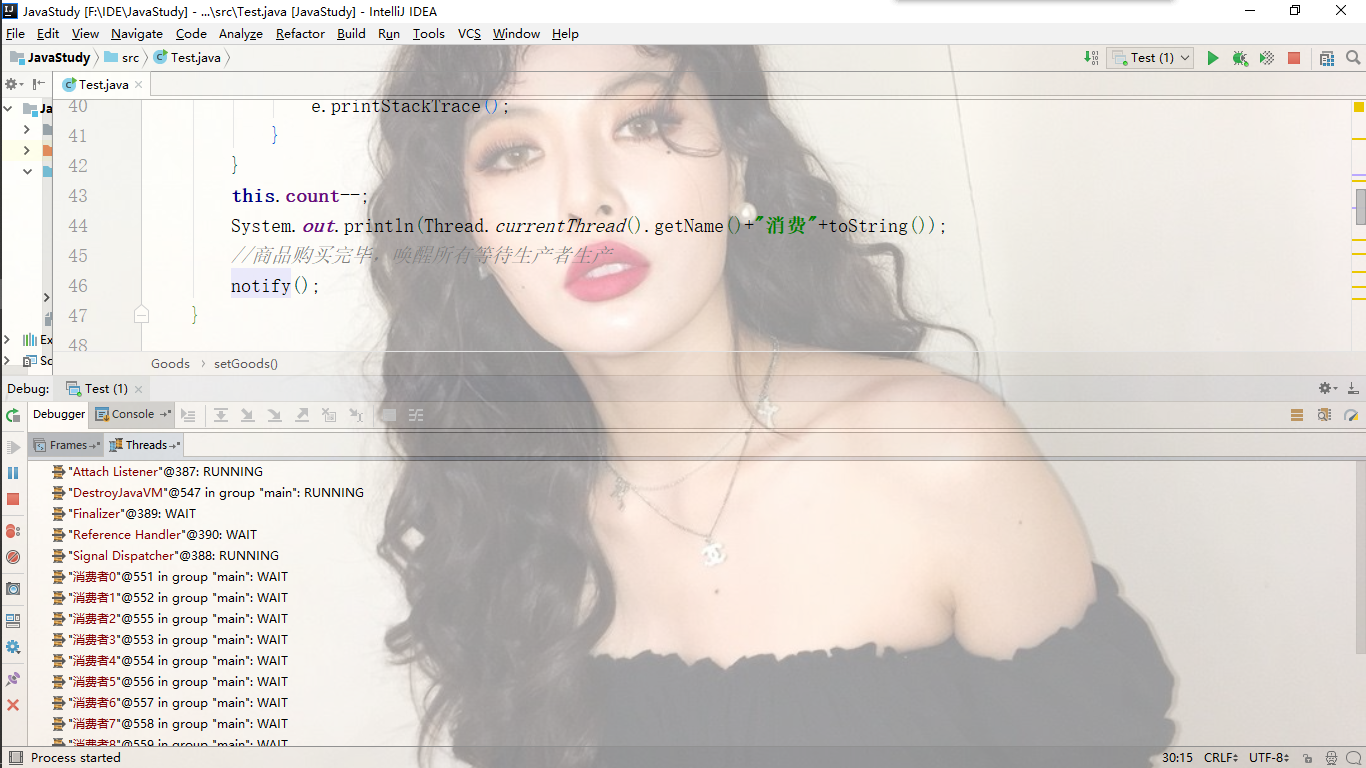 JavaStudy [F:\IDE\JavaStudy] - ...\src\Test.java [JavaStudy] - IntelliJ IDEA
File Edit View Navigate Code Analyze Refactor Build Run Tools VCS Window Help
JavaStudy src Test.java Test (1)
Test.java
Ja
40 e.printStackTrace();
41 }
42 }
43 this.count--;
44 System.out.println(Thread.currentThread().getName()+"消费"+toString());
45 //商品购买完毕，唤醒所有等待生产者生产
46 notify();
47 }
48
Ex
Sc
Goods setGoods()
Debug: Test (1)
Debugger Console
Frames Threads
"Attach Listener"@387: RUNNING
"DestroyJavaVM"@547 in group "main": RUNNING
"Finalizer"@389: WAIT
"Reference Handler"@390: WAIT
"Signal Dispatcher"@388: RUNNING
"消费者0"@551 in group "main": WAIT
"消费者1"@552 in group "main": WAIT
"消费者2"@555 in group "main": WAIT
"消费者3"@553 in group "main": WAIT
"消费者4"@554 in group "main": WAIT
"消费者5"@556 in group "main": WAIT
"消费者6"@557 in group "main": WAIT
"消费者7"@558 in group "main": WAIT
"消费者8"@559 in group "main": WAIT
Process started 30:15 CRLF UTF-8